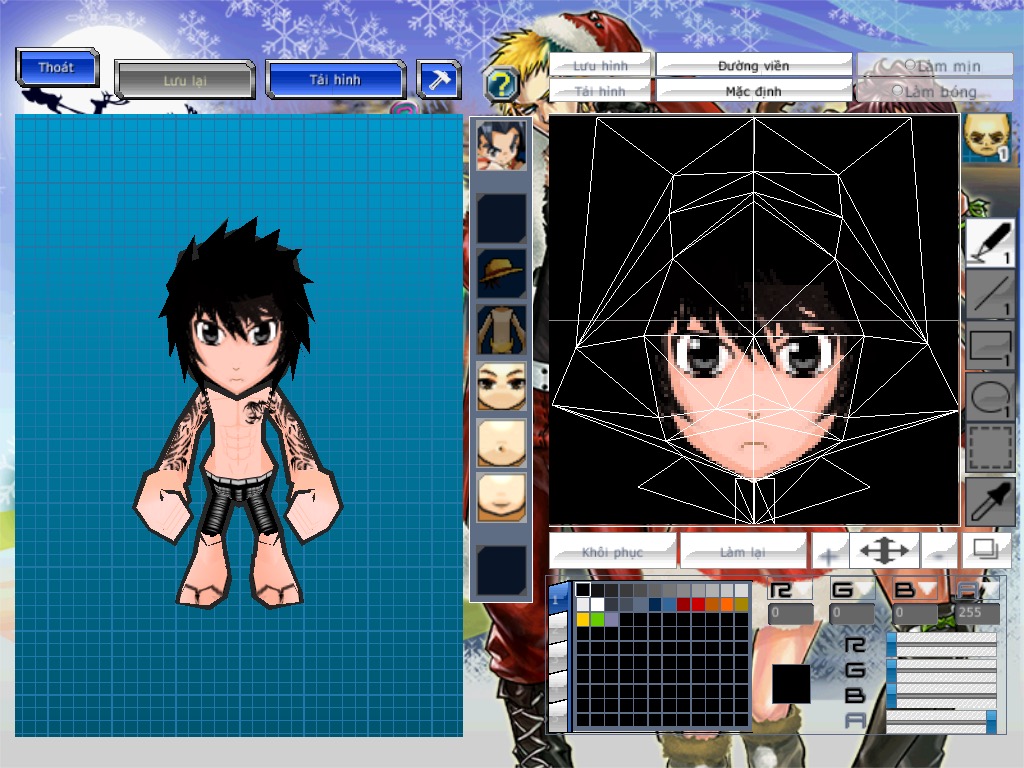 Thoát
Lưu lại
Tải hình
?
Lưu hình
Đường viền
Làm mịn
Tải hình
Mặc định
Làm bóng
1
1
1
1
1
Khôi phục
Làm lại
+
-
1
R
G
B
A
0
0
0
255
R
G
B
A